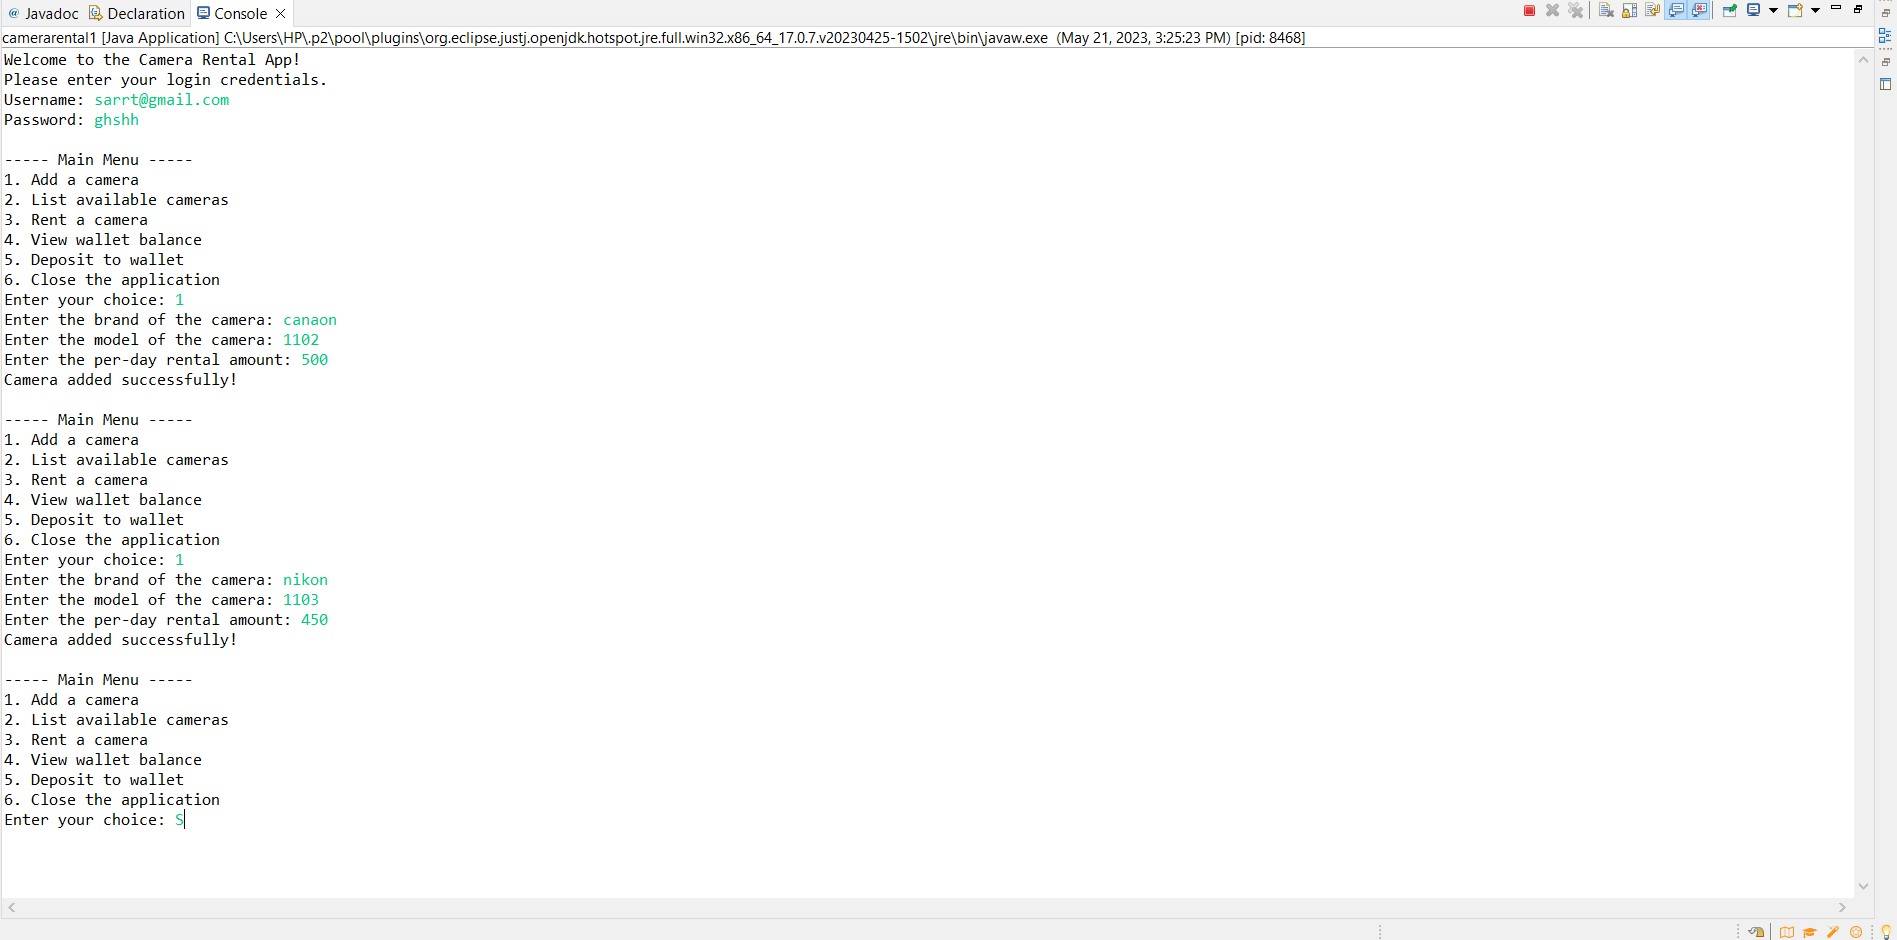 Javadoc Declaration Console
camerarental1 [Java Application] C:\Users\HP\.p2\pool\plugins\org.eclipse.justj.openjdk.hotspot.jre.full.win32.x86_64_17.0.7.v20230425-1502\jre\bin\javaw.exe (May 21, 2023, 3:25:23 PM) [pid: 8468]
Welcome to the Camera Rental App!
Please enter your login credentials.
Username: sarrt@gmail.com
Password: ghshh
----- Main Menu -----
1. Add a camera
2. List available cameras
3. Rent a camera
4. View wallet balance
5. Deposit to wallet
6. Close the application
Enter your choice: 1
Enter the brand of the camera: canaon
Enter the model of the camera: 1102
Enter the per-day rental amount: 500
Camera added successfully!
----- Main Menu -----
1. Add a camera
2. List available cameras
3. Rent a camera
4. View wallet balance
5. Deposit to wallet
6. Close the application
Enter your choice: 1
Enter the brand of the camera: nikon
Enter the model of the camera: 1103
Enter the per-day rental amount: 450
Camera added successfully!
----- Main Menu -----
1. Add a camera
2. List available cameras
3. Rent a camera
4. View wallet balance
5. Deposit to wallet
6. Close the application
Enter your choice: S